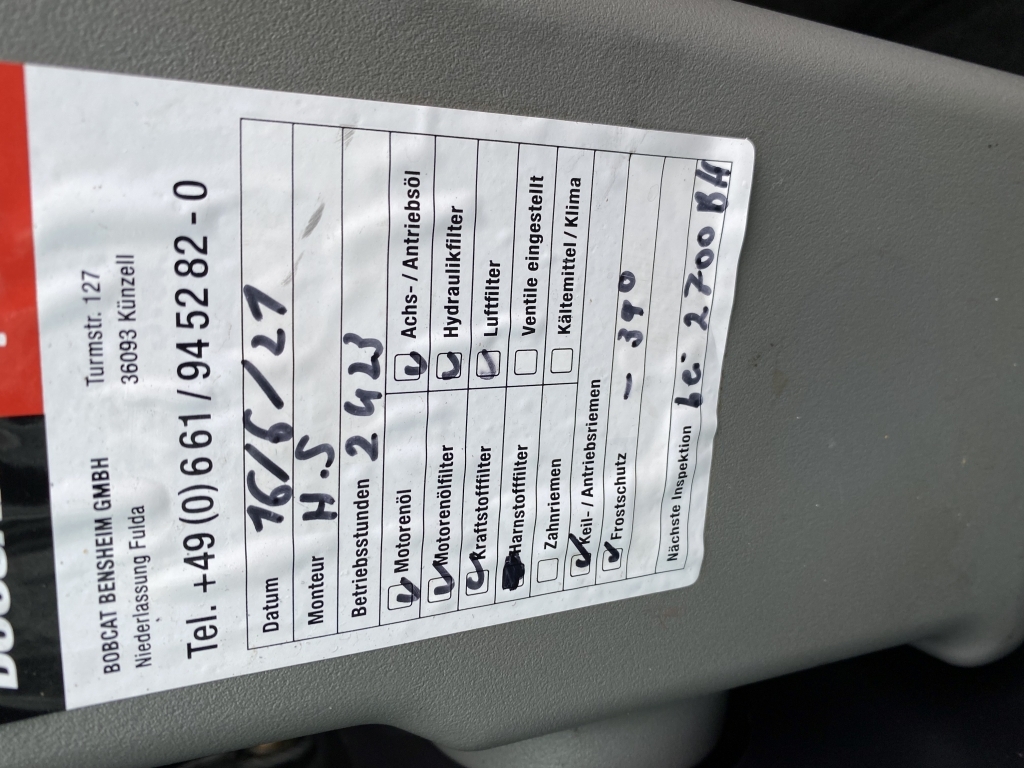 BOBCAT BENSHEIM GMBH Turmstr. 127
Niederlassung Fulda 36093 Künzell
Tel. +49 (0) 6 61 / 94 52 82 - 0
Datum 16/6/21
Monteur H.S
Betriebsstunden 2423
Motorenöl Achs- / Antriebsöl
Motorenölfilter Hydraulikfilter
Kraftstofffilter Luftfilter
Harnstofffilter Ventile eingestellt
Zahnriemen Kältemittel / Klima
Keil- / Antriebsriemen
Frostschutz - 39°
Nächste Inspektion bei 2700 BH